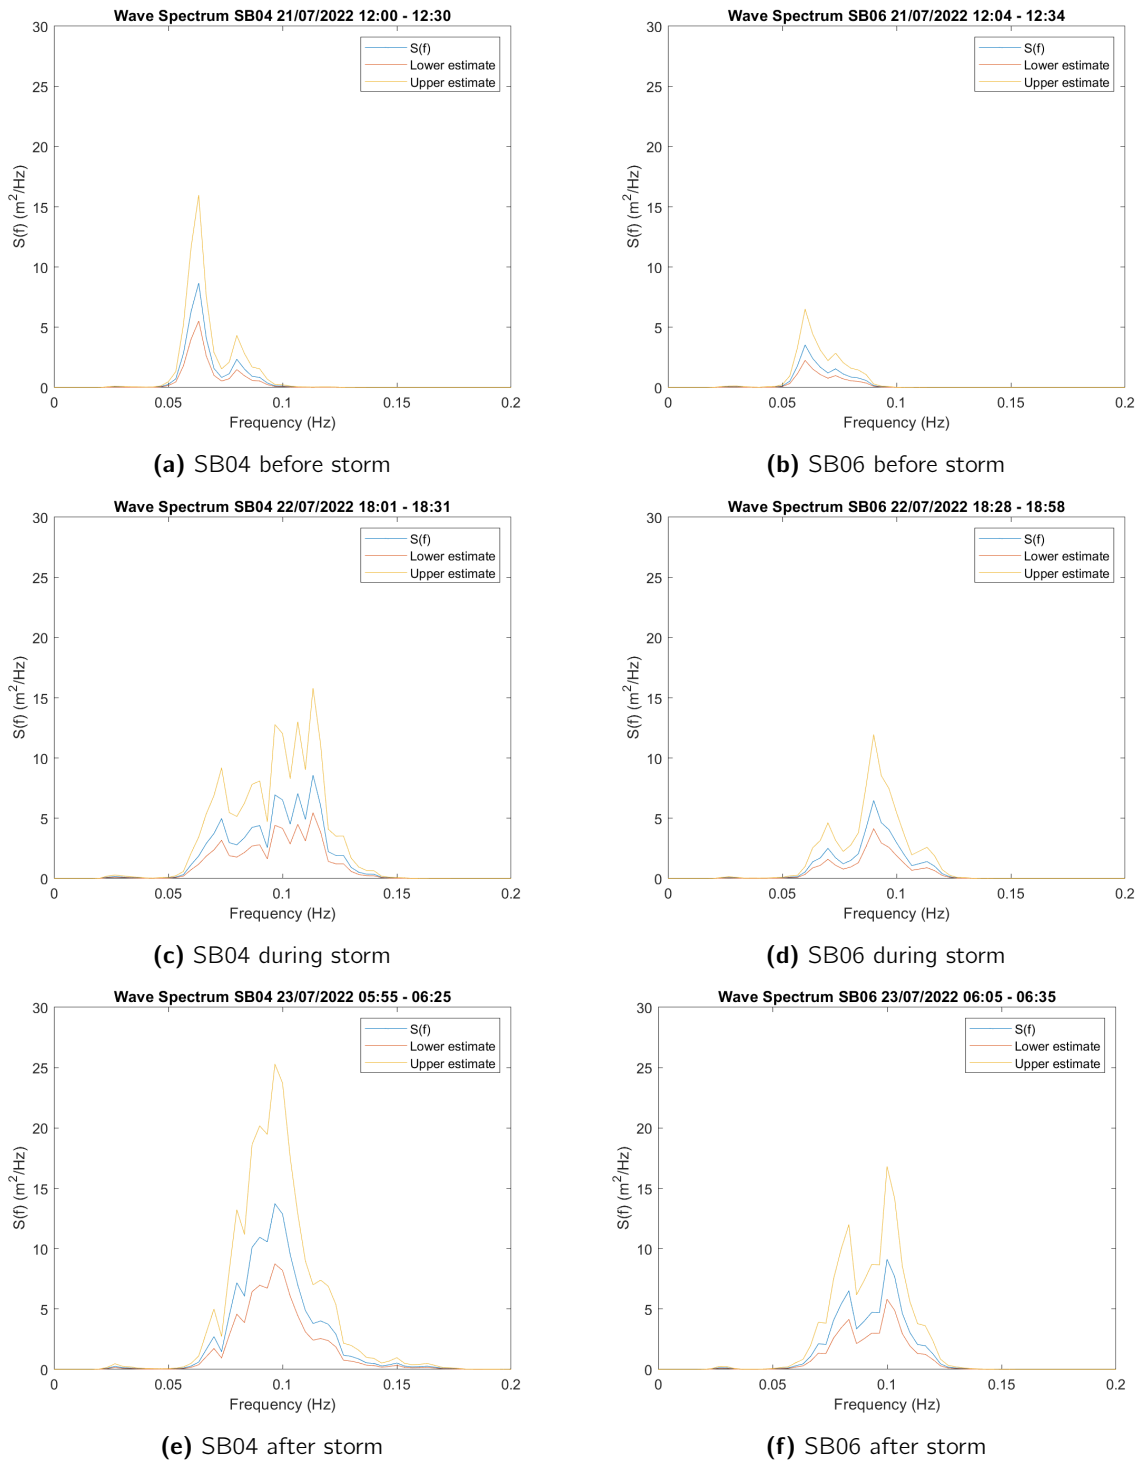 Wave Spectrum SB04 21/07/2022 12:00 - 12:30
30
25
20
15
10
5
0
S(f) (m²/Hz)
S(f)
Lower estimate
Upper estimate
0 0.05 0.1 0.15 0.2
Frequency (Hz)
(a) SB04 before storm
Wave Spectrum SB06 21/07/2022 12:04 - 12:34
30
25
20
15
10
5
0
S(f) (m²/Hz)
S(f)
Lower estimate
Upper estimate
0 0.05 0.1 0.15 0.2
Frequency (Hz)
(b) SB06 before storm
Wave Spectrum SB04 22/07/2022 18:01 - 18:31
30
25
20
15
10
5
0
S(f) (m²/Hz)
S(f)
Lower estimate
Upper estimate
0 0.05 0.1 0.15 0.2
Frequency (Hz)
(c) SB04 during storm
Wave Spectrum SB06 22/07/2022 18:28 - 18:58
30
25
20
15
10
5
0
S(f) (m²/Hz)
S(f)
Lower estimate
Upper estimate
0 0.05 0.1 0.15 0.2
Frequency (Hz)
(d) SB06 during storm
Wave Spectrum SB04 23/07/2022 05:55 - 06:25
30
25
20
15
10
5
0
S(f) (m²/Hz)
S(f)
Lower estimate
Upper estimate
0 0.05 0.1 0.15 0.2
Frequency (Hz)
(e) SB04 after storm
Wave Spectrum SB06 23/07/2022 06:05 - 06:35
30
25
20
15
10
5
0
S(f) (m²/Hz)
S(f)
Lower estimate
Upper estimate
0 0.05 0.1 0.15 0.2
Frequency (Hz)
(f) SB06 after storm